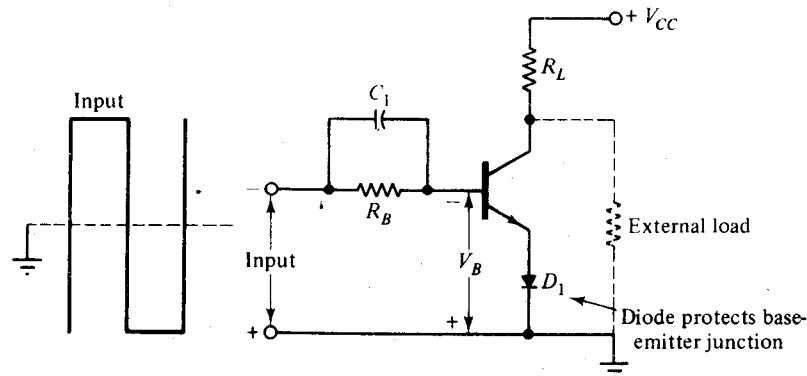 + V_CC
R_L
Input
C_1
R_B
Input
V_B
D_1
External load
Diode protects base-
emitter junction
−
+
−
+